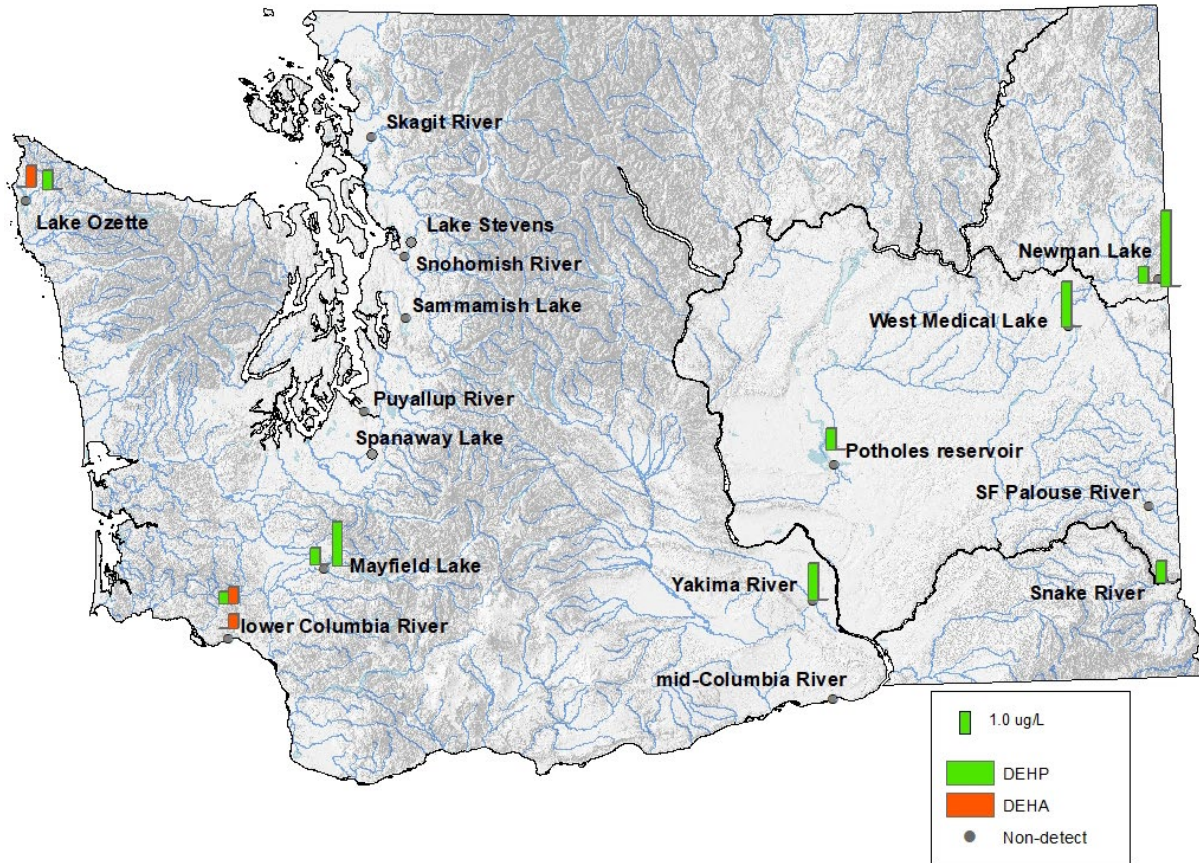 Skagit River
Lake Ozette
Lake Stevens
Snohomish River
Newman Lake
Sammamish Lake
West Medical Lake
Puyallup River
Spanaway Lake
Potholes reservoir
SF Palouse River
Mayfield Lake
Yakima River
Snake River
lower Columbia River
mid-Columbia River
1.0 ug/L
DEHP
DEHA
Non-detect